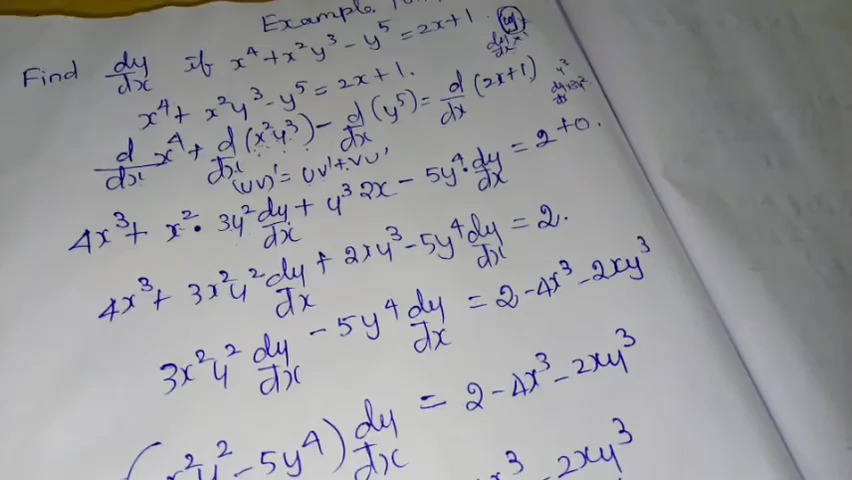 Example 10
Find dy/dx if x⁴ + x²y³ - y⁵ = 2x + 1
x⁴ + x²y³ - y⁵ = 2x + 1.
d/dx x⁴ + d/dx (x²y³) - d/dx (y⁵) = d/dx (2x+1)
(uv)' = uv' + vu'
4x³ + x² · 3y² dy/dx + y³ 2x - 5y⁴ · dy/dx = 2 + 0.
4x³ + 3x²y² dy/dx + 2xy³ - 5y⁴ dy/dx = 2.
3x²y² dy/dx - 5y⁴ dy/dx = 2 - 4x³ - 2xy³
( x²y² - 5y⁴) dy/dx = 2 - 4x³ - 2xy³
x³ - 2xy³